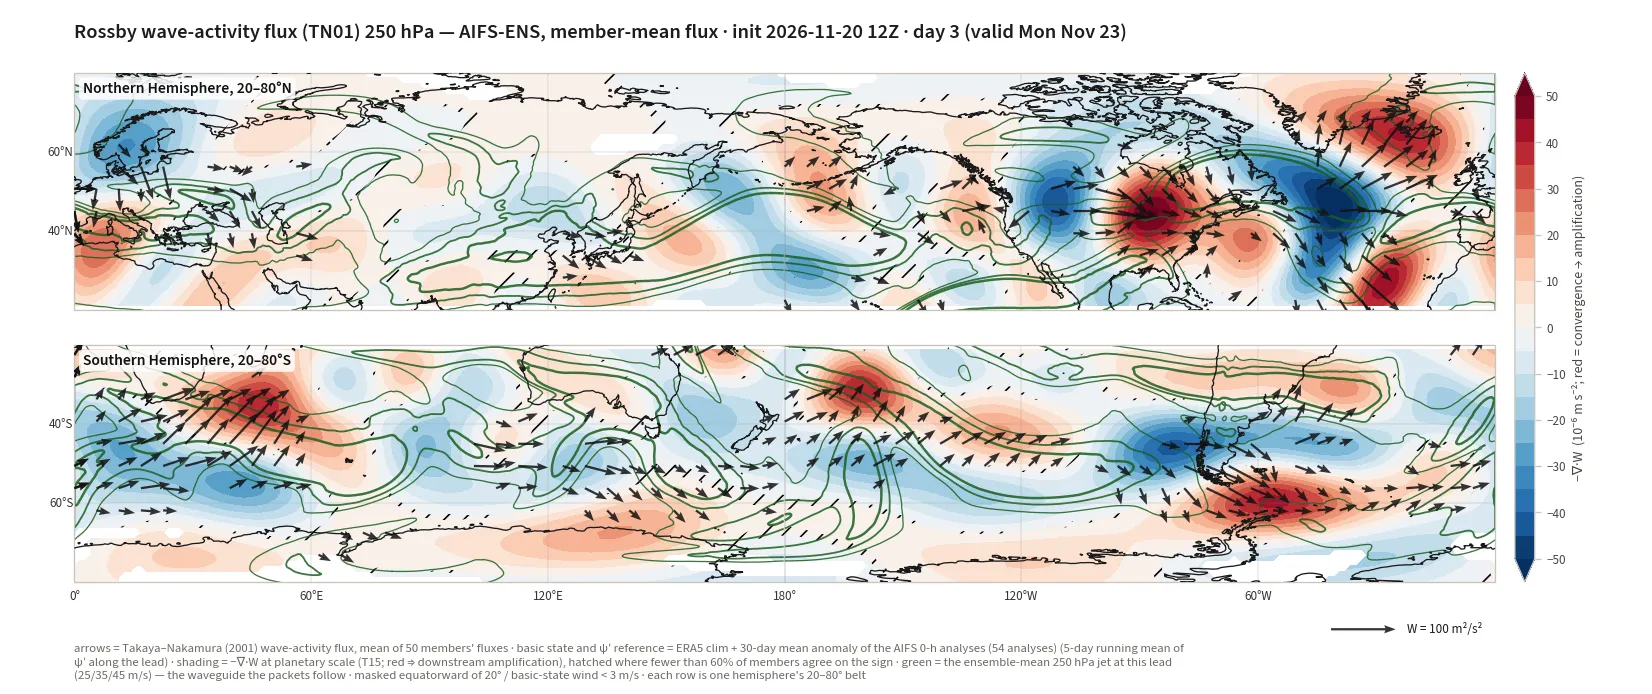 Rossby wave-activity flux (TN01) 250 hPa — AIFS-ENS, member-mean flux · init 2026-11-20 12Z · day 3 (valid Mon Nov 23)
Northern Hemisphere, 20–80°N
60°N
40°N
Southern Hemisphere, 20–80°S
40°S
60°S
0°
60°E
120°E
180°
120°W
60°W
50
40
30
20
10
0
−10
−20
−30
−40
−50
−∇·W (10⁻⁶ m s⁻²; red = convergence → amplification)
W = 100 m²/s²
arrows = Takaya–Nakamura (2001) wave-activity flux, mean of 50 members' fluxes · basic state and ψ′ reference = ERA5 clim + 30-day mean anomaly of the AIFS 0-h analyses (54 analyses) (5-day running mean of
ψ′ along the lead) · shading = −∇·W at planetary scale (T15; red ⇒ downstream amplification), hatched where fewer than 60% of members agree on the sign · green = the ensemble-mean 250 hPa jet at this lead
(25/35/45 m/s) — the waveguide the packets follow · masked equatorward of 20° / basic-state wind < 3 m/s · each row is one hemisphere's 20–80° belt